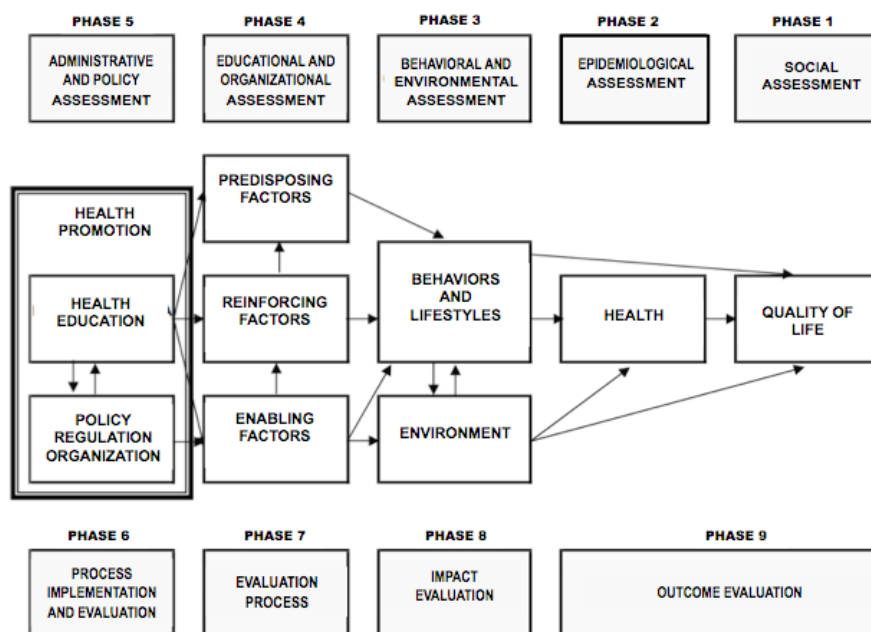 PHASE 5
PHASE 4
PHASE 3
PHASE 2
PHASE 1
ADMINISTRATIVE
AND POLICY
ASSESSMENT
EDUCATIONAL AND
ORGANIZATIONAL
ASSESSMENT
BEHAVIORAL AND
ENVIRONMENTAL
ASSESSMENT
EPIDEMIOLOGICAL
ASSESSMENT
SOCIAL
ASSESSMENT
HEALTH
PROMOTION
HEALTH
EDUCATION
POLICY
REGULATION
ORGANIZATION
PREDISPOSING
FACTORS
REINFORCING
FACTORS
ENABLING
FACTORS
BEHAVIORS
AND
LIFESTYLES
ENVIRONMENT
HEALTH
QUALITY OF
LIFE
PHASE 6
PHASE 7
PHASE 8
PHASE 9
PROCESS
IMPLEMENTATION
AND EVALUATION
EVALUATION
PROCESS
IMPACT
EVALUATION
OUTCOME EVALUATION